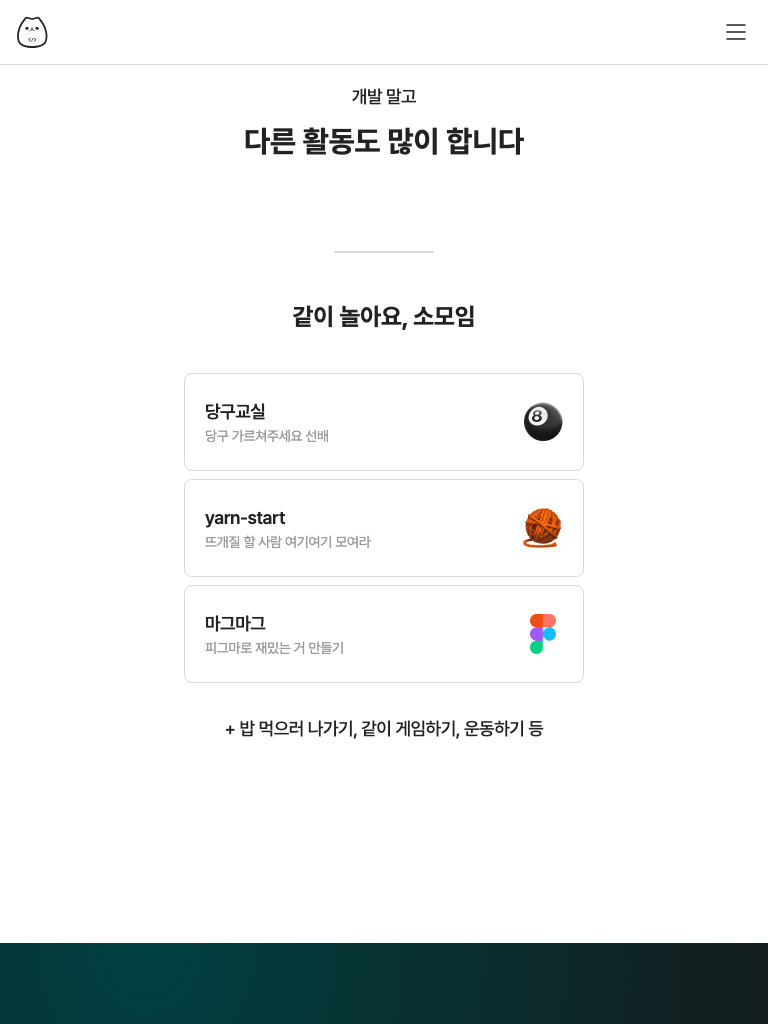 개발 말고
다른 활동도 많이 합니다
같이 놀아요, 소모임
당구교실
당구 가르쳐주세요 선배
8
yarn-start
뜨개질 할 사람 여기여기 모여라
마그마그
피그마로 재밌는 거 만들기
+ 밥 먹으러 나가기, 같이 게임하기, 운동하기 등